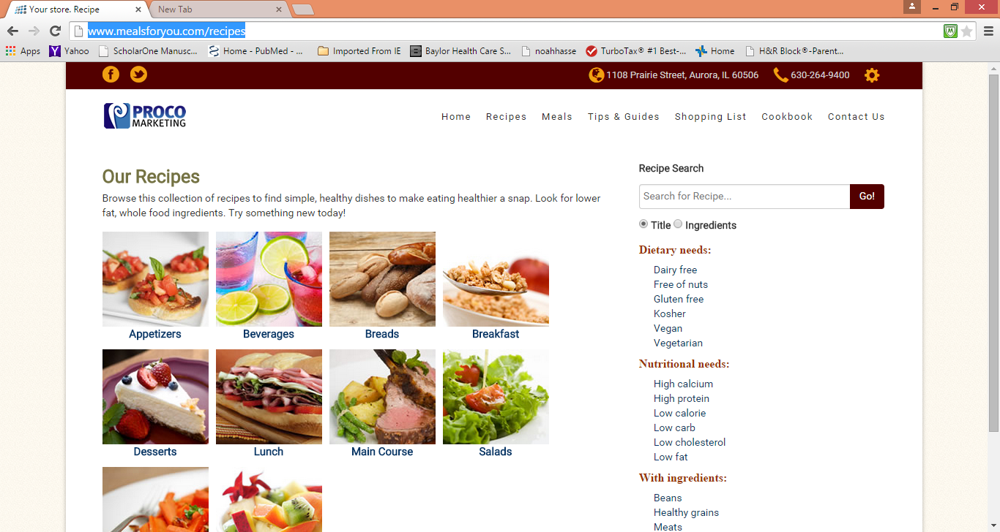 Your store. Recipe
New Tab
www.mealsforyou.com/recipes
Apps
Yahoo
ScholarOne Manusc...
Home - PubMed - ...
Imported From IE
Baylor Health Care S...
noahhasse
TurboTax® #1 Best-...
Home
H&R Block®-Parent...
1108 Prairie Street, Aurora, IL 60506
630-264-9400
PROCO
MARKETING
Home
Recipes
Meals
Tips & Guides
Shopping List
Cookbook
Contact Us
Our Recipes
Browse this collection of recipes to find simple, healthy dishes to make eating healthier a snap. Look for lower
fat, whole food ingredients. Try something new today!
Appetizers
Beverages
Breads
Breakfast
Desserts
Lunch
Main Course
Salads
Recipe Search
Search for Recipe...
Go!
Title
Ingredients
Dietary needs:
Dairy free
Free of nuts
Gluten free
Kosher
Vegan
Vegetarian
Nutritional needs:
High calcium
High protein
Low calorie
Low carb
Low cholesterol
Low fat
With ingredients:
Beans
Healthy grains
Meats